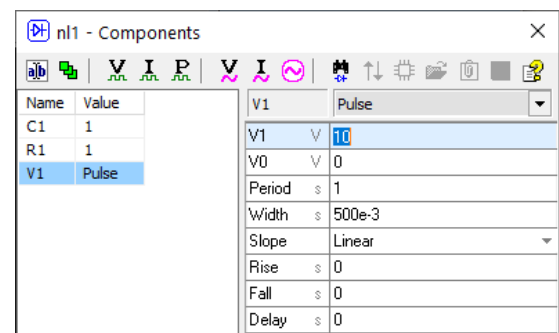 nl1 - Components
ajb V I P V I
Name Value
C1 1
R1 1
V1 Pulse
V1 Pulse
V1 V 10
V0 V 0
Period s 1
Width s 500e-3
Slope Linear
Rise s 0
Fall s 0
Delay s 0